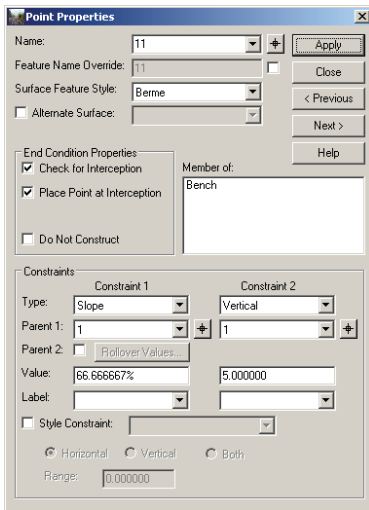 Point Properties
Name: 11
Apply
Feature Name Override: 11
Close
Surface Feature Style: Berme
< Previous
Alternate Surface:
Next >
Help
End Condition Properties
Check for Interception
Place Point at Interception
Do Not Construct
Member of:
Bench
Constraints
Constraint 1 Constraint 2
Type: Slope Vertical
Parent 1: 1 1
Parent 2: Rollover Values...
Value: 66.666667% 5.000000
Label:
Style Constraint:
Horizontal Vertical Both
Range: 0.000000